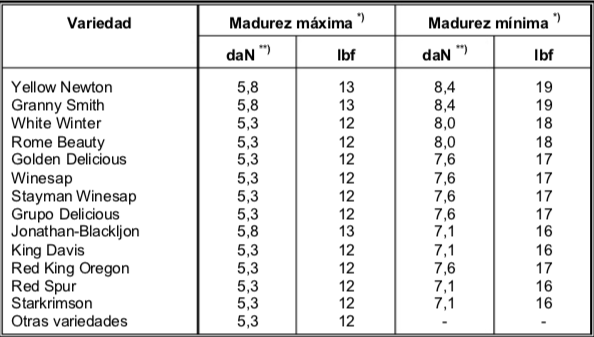 Variedad Madurez máxima *) Madurez mínima *)
daN **) lbf daN **) lbf
Yellow Newton 5,8 13 8,4 19
Granny Smith 5,8 13 8,4 19
White Winter 5,3 12 8,0 18
Rome Beauty 5,3 12 8,0 18
Golden Delicious 5,3 12 7,6 17
Winesap 5,3 12 7,6 17
Stayman Winesap 5,3 12 7,6 17
Grupo Delicious 5,3 12 7,6 17
Jonathan-Blackljon 5,8 13 7,1 16
King Davis 5,3 12 7,1 16
Red King Oregon 5,3 12 7,6 17
Red Spur 5,3 12 7,1 16
Starkrimson 5,3 12 7,1 16
Otras variedades 5,3 12 - -